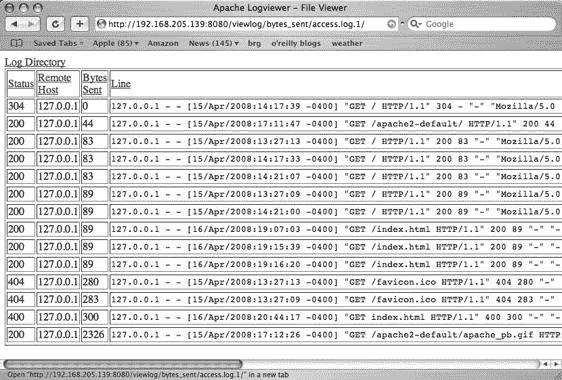 Apache Logviewer - File Viewer
http://192.168.205.139:8080/viewlog/bytes_sent/access.log.1/
Google
Saved Tabs Apple (85) Amazon News (145) brg o'reilly blogs weather
Log Directory
Status Remote Host Bytes Sent Line
304 127.0.0.1 0 127.0.0.1 - - [15/Apr/2008:14:17:39 -0400] "GET / HTTP/1.1" 304 - "-" "Mozilla/5.0
200 127.0.0.1 44 127.0.0.1 - - [15/Apr/2008:17:11:47 -0400] "GET /apache2-default/ HTTP/1.1" 200 44
200 127.0.0.1 83 127.0.0.1 - - [15/Apr/2008:13:27:13 -0400] "GET / HTTP/1.1" 200 83 "-" "Mozilla/5.0
200 127.0.0.1 83 127.0.0.1 - - [15/Apr/2008:14:17:33 -0400] "GET / HTTP/1.1" 200 83 "-" "Mozilla/5.0
200 127.0.0.1 83 127.0.0.1 - - [15/Apr/2008:14:21:07 -0400] "GET / HTTP/1.1" 200 83 "-" "Mozilla/5.0
200 127.0.0.1 89 127.0.0.1 - - [15/Apr/2008:13:27:09 -0400] "GET / HTTP/1.1" 200 89 "-" "Mozilla/5.0
200 127.0.0.1 89 127.0.0.1 - - [15/Apr/2008:14:21:00 -0400] "GET / HTTP/1.1" 200 89 "-" "Mozilla/5.0
200 127.0.0.1 89 127.0.0.1 - - [16/Apr/2008:19:07:03 -0400] "GET /index.html HTTP/1.1" 200 89 "-" "-
200 127.0.0.1 89 127.0.0.1 - - [16/Apr/2008:19:15:39 -0400] "GET /index.html HTTP/1.1" 200 89 "-" "-
200 127.0.0.1 89 127.0.0.1 - - [16/Apr/2008:19:16:20 -0400] "GET /index.html HTTP/1.1" 200 89 "-" "-
404 127.0.0.1 280 127.0.0.1 - - [15/Apr/2008:13:27:13 -0400] "GET /favicon.ico HTTP/1.1" 404 280 "-"
404 127.0.0.1 283 127.0.0.1 - - [15/Apr/2008:13:27:09 -0400] "GET /favicon.ico HTTP/1.1" 404 283 "-"
400 127.0.0.1 300 127.0.0.1 - - [16/Apr/2008:20:44:17 -0400] "GET index.html HTTP/1.1" 400 300 "-" "-
200 127.0.0.1 2326 127.0.0.1 - - [15/Apr/2008:17:12:26 -0400] "GET /apache2-default/apache_pb.gif HTTP
Open "http://192.168.205.139:8080/viewlog/bytes_sent/access.log.1/" in a new tab